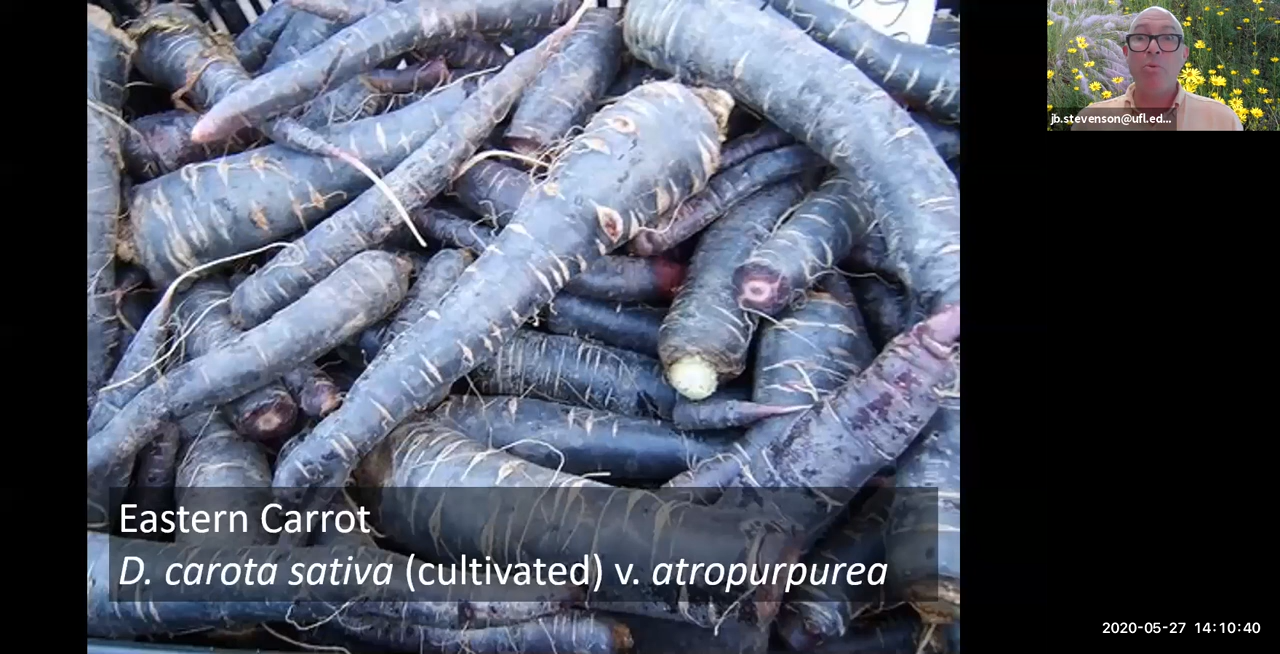 jb.stevenson@ufl.ed...
Eastern Carrot
D. carota sativa (cultivated) v. atropurpurea
2020-05-27 14:10:40